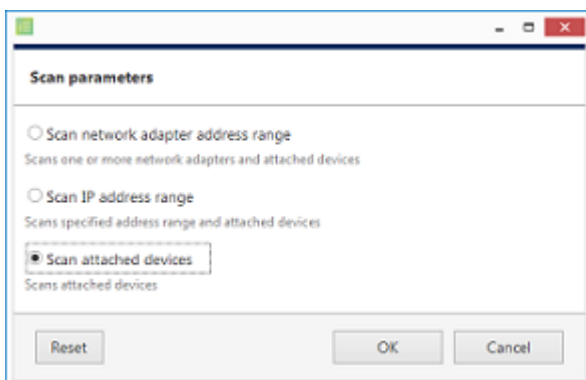 Scan parameters
Scan network adapter address range
Scans one or more network adapters and attached devices
Scan IP address range
Scans specified address range and attached devices
Scan attached devices
Scans attached devices
Reset OK Cancel